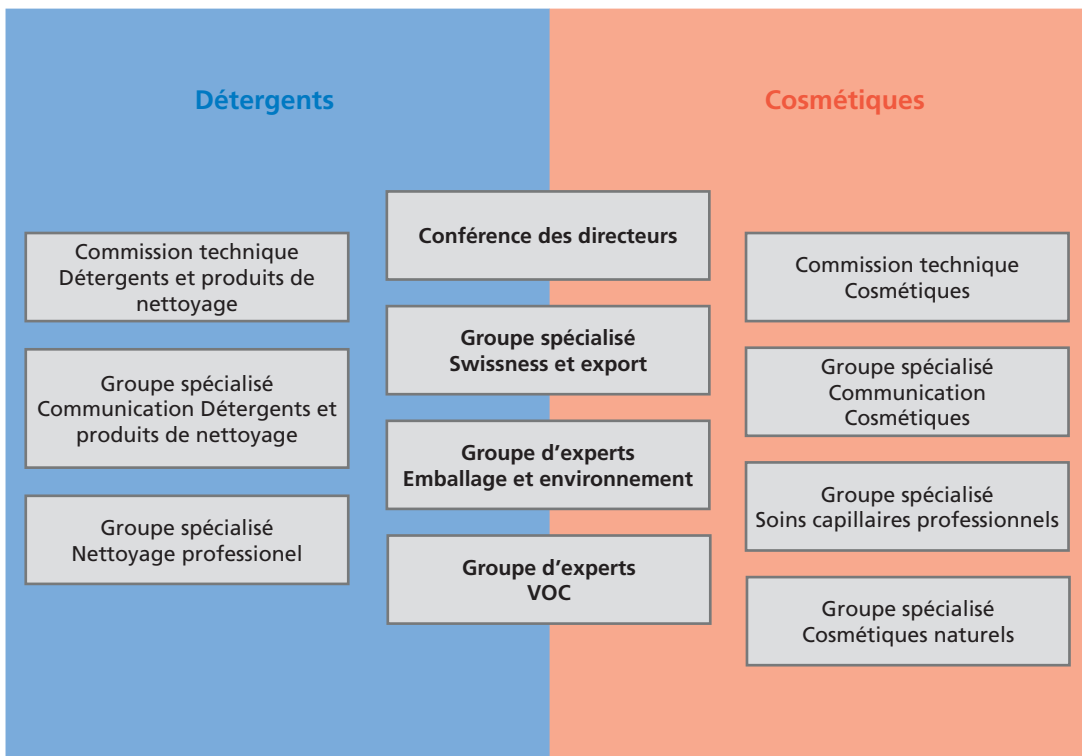 Détergents
Cosmétiques
Commission technique
Détergents et produits de
nettoyage
Groupe spécialisé
Communication Détergents et
produits de nettoyage
Groupe spécialisé
Nettoyage professionel
Conférence des directeurs
Groupe spécialisé
Swissness et export
Groupe d’experts
Emballage et environnement
Groupe d’experts
VOC
Commission technique
Cosmétiques
Groupe spécialisé
Communication
Cosmétiques
Groupe spécialisé
Soins capillaires professionnels
Groupe spécialisé
Cosmétiques naturels